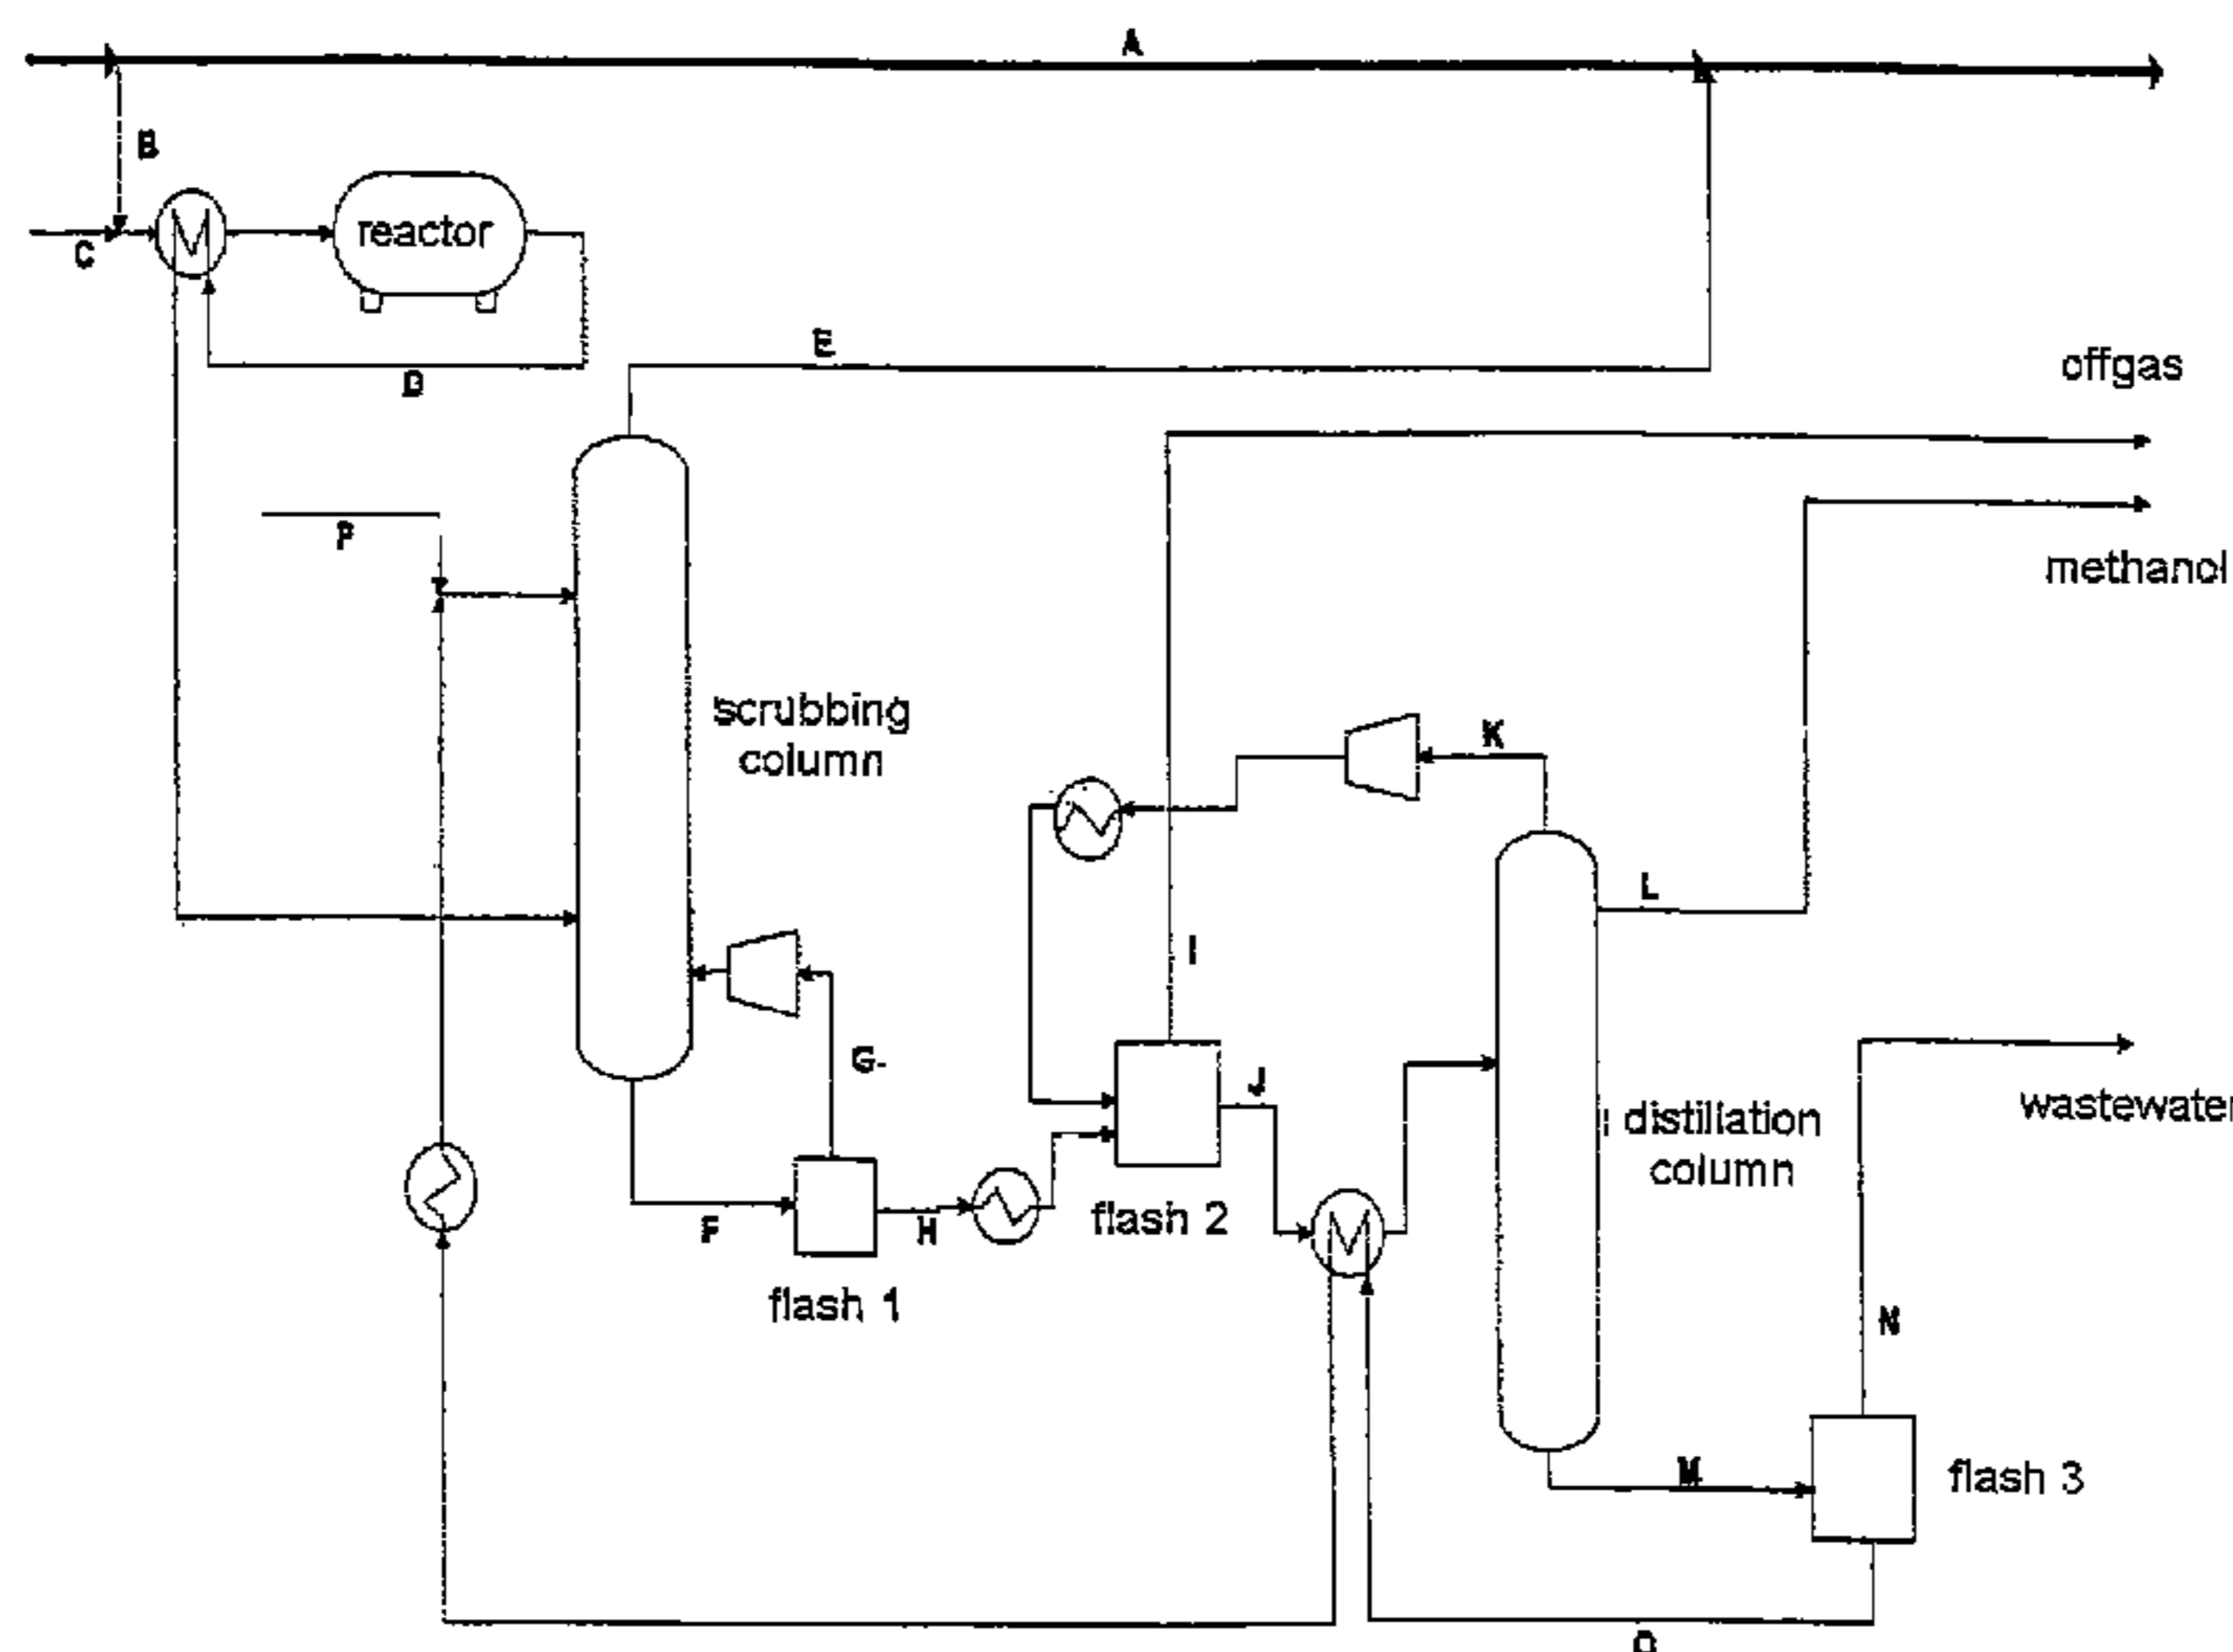 A
B
C
reactor
D
E
offgas
P
methanol
scrubbing
column
K
L
I
G-
J
distillation
column
wastewater
F
H
flash 2
flash 1
N
M
flash 3